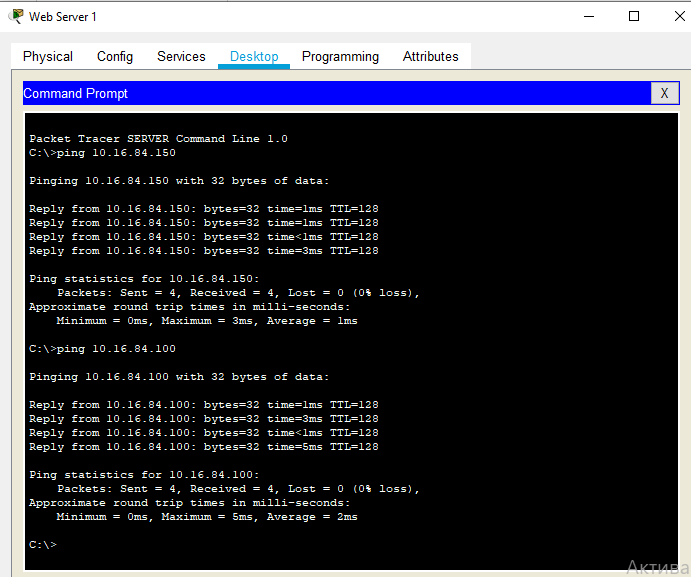 Web Server 1
Physical Config Services Desktop Programming Attributes
Command Prompt X
Packet Tracer SERVER Command Line 1.0
C:\>ping 10.16.84.150
Pinging 10.16.84.150 with 32 bytes of data:
Reply from 10.16.84.150: bytes=32 time=1ms TTL=128
Reply from 10.16.84.150: bytes=32 time=1ms TTL=128
Reply from 10.16.84.150: bytes=32 time<1ms TTL=128
Reply from 10.16.84.150: bytes=32 time=3ms TTL=128
Ping statistics for 10.16.84.150:
Packets: Sent = 4, Received = 4, Lost = 0 (0% loss),
Approximate round trip times in milli-seconds:
Minimum = 0ms, Maximum = 3ms, Average = 1ms
C:\>ping 10.16.84.100
Pinging 10.16.84.100 with 32 bytes of data:
Reply from 10.16.84.100: bytes=32 time=1ms TTL=128
Reply from 10.16.84.100: bytes=32 time=3ms TTL=128
Reply from 10.16.84.100: bytes=32 time<1ms TTL=128
Reply from 10.16.84.100: bytes=32 time=5ms TTL=128
Ping statistics for 10.16.84.100:
Packets: Sent = 4, Received = 4, Lost = 0 (0% loss),
Approximate round trip times in milli-seconds:
Minimum = 0ms, Maximum = 5ms, Average = 2ms
C:\>
Актива